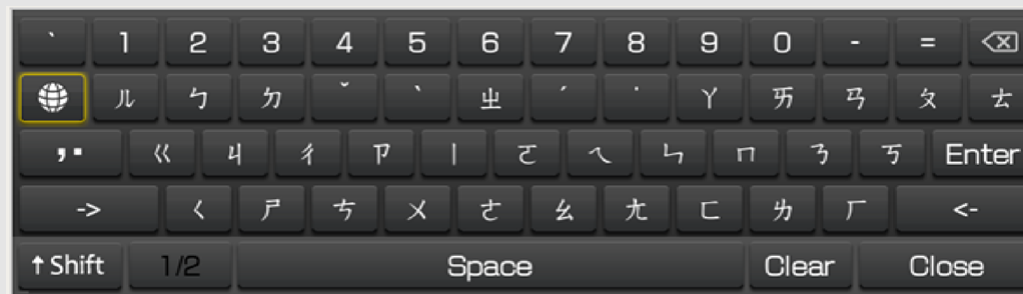 ˋ 1 2 3 4 5 6 7 8 9 0 - =
ㄦ ㄅ ㄉ ˇ ˋ ㄓ ˊ ˙ ㄚ ㄞ ㄢ ㄆ ㄊ
,· ㄍ ㄐ ㄔ ㄗ ㄧ ㄛ ㄟ ㄣ ㄇ ㄋ ㄎ Enter
-> ㄑ ㄕ ㄘ ㄨ ㄜ ㄠ ㄤ ㄈ ㄌ ㄏ <-
↑Shift 1/2 Space Clear Close